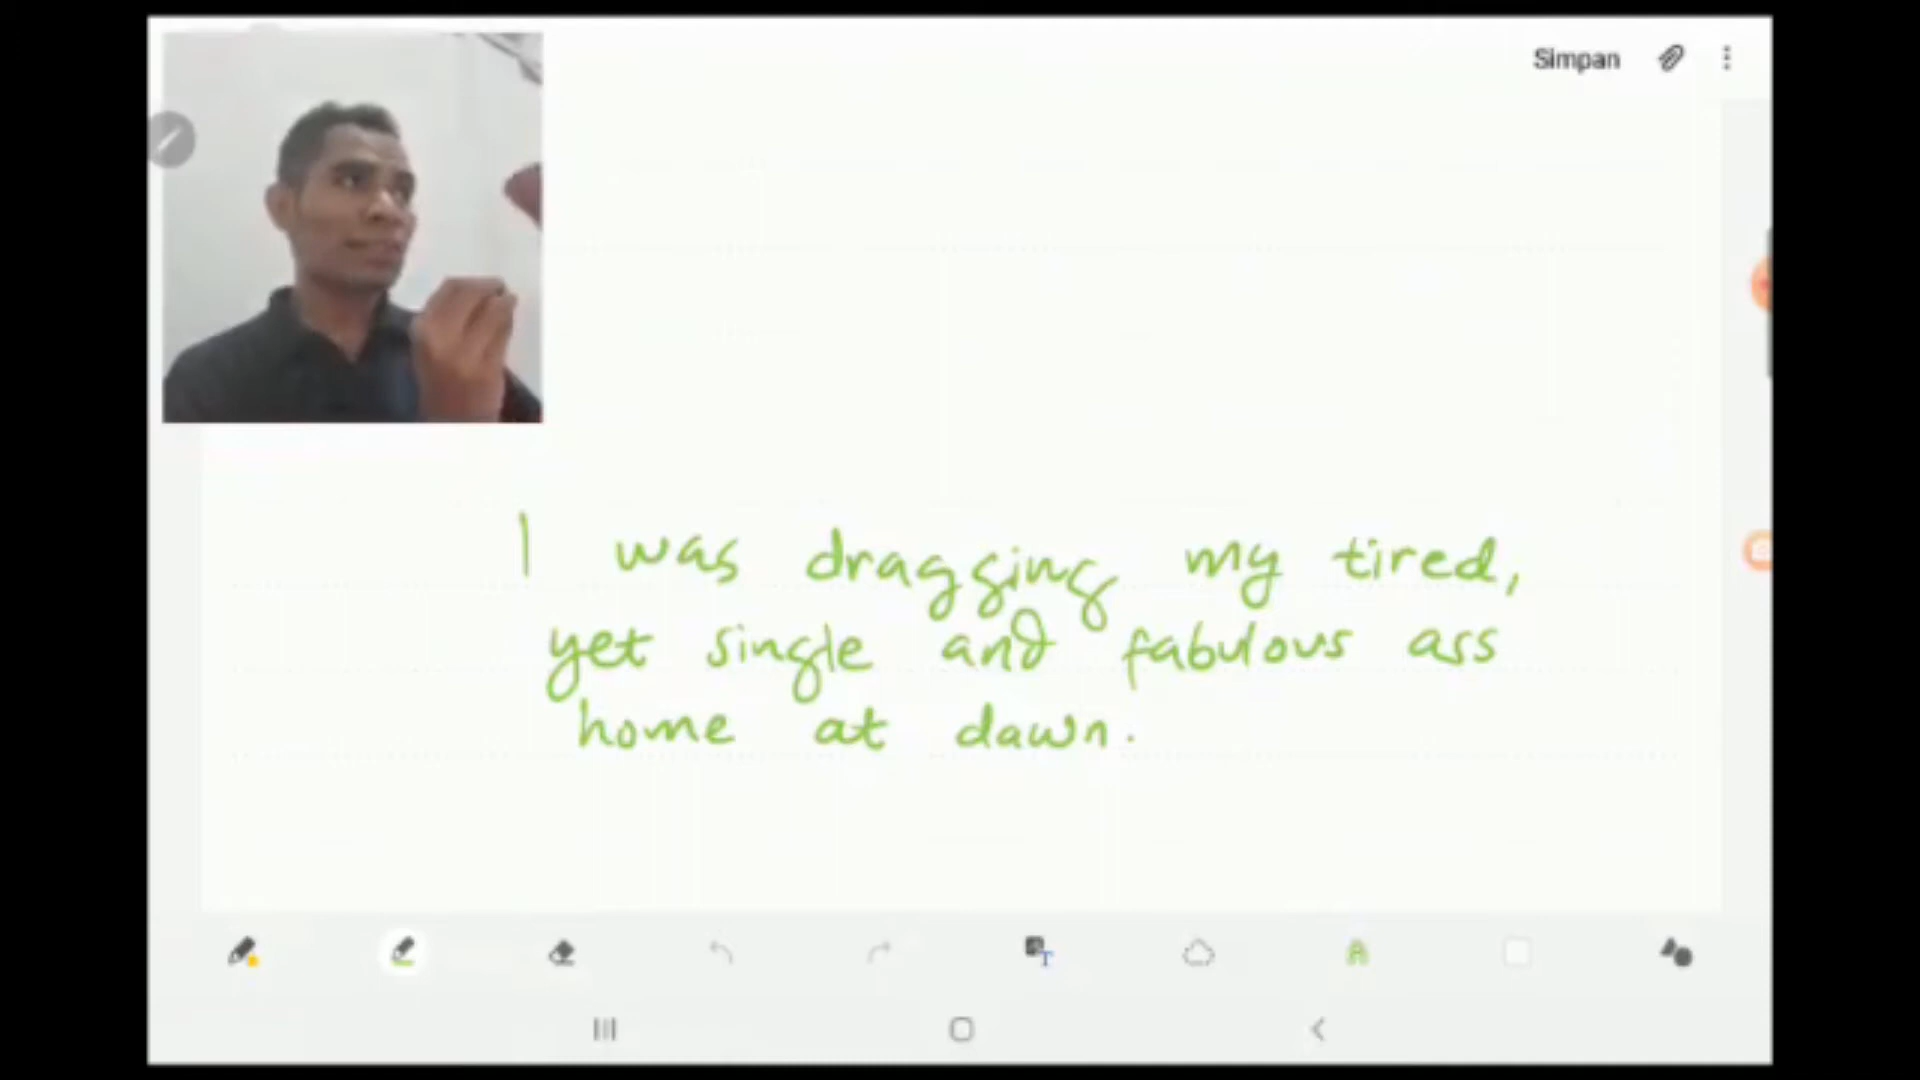 Simpan
I was dragging my tired,
yet single and fabulous ass
home at dawn.